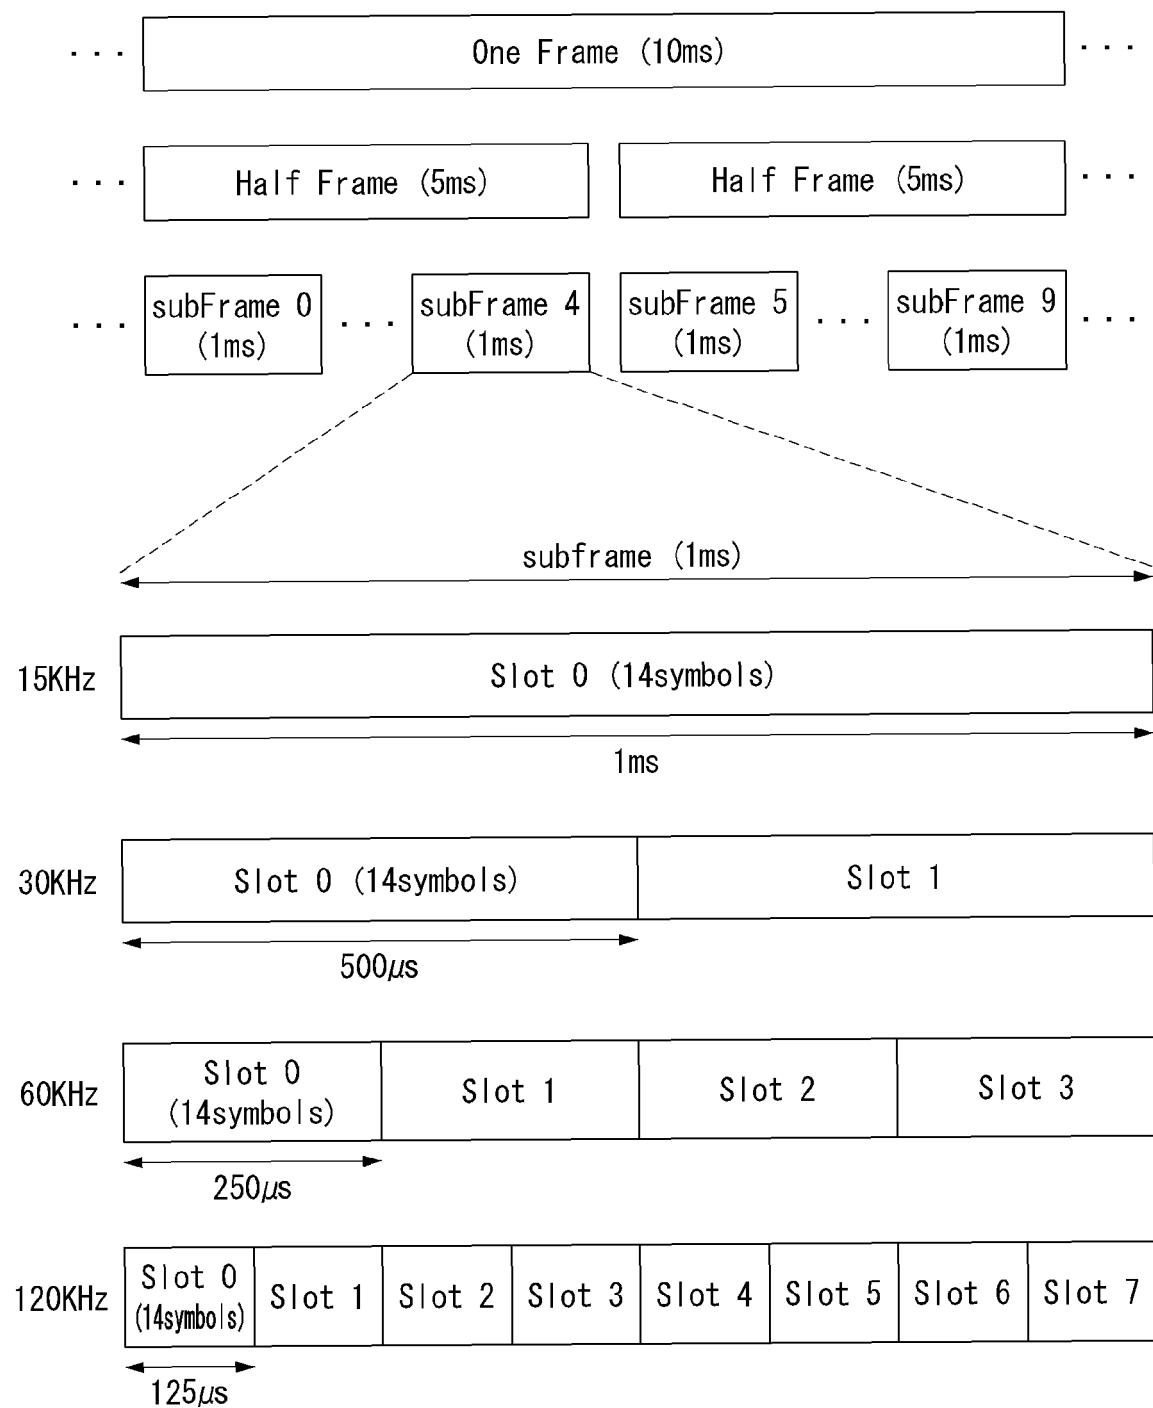 ··· One Frame (10ms) ···
··· Half Frame (5ms) Half Frame (5ms) ···
··· subFrame 0 ··· subFrame 4 subFrame 5 ··· subFrame 9 ···
(1ms) (1ms) (1ms) (1ms)
subframe (1ms)
15KHz Slot 0 (14symbols)
1ms
30KHz Slot 0 (14symbols) Slot 1
500μs
60KHz Slot 0 Slot 1 Slot 2 Slot 3
(14symbols)
250μs
120KHz Slot 0 Slot 1 Slot 2 Slot 3 Slot 4 Slot 5 Slot 6 Slot 7
(14symbols)
125μs